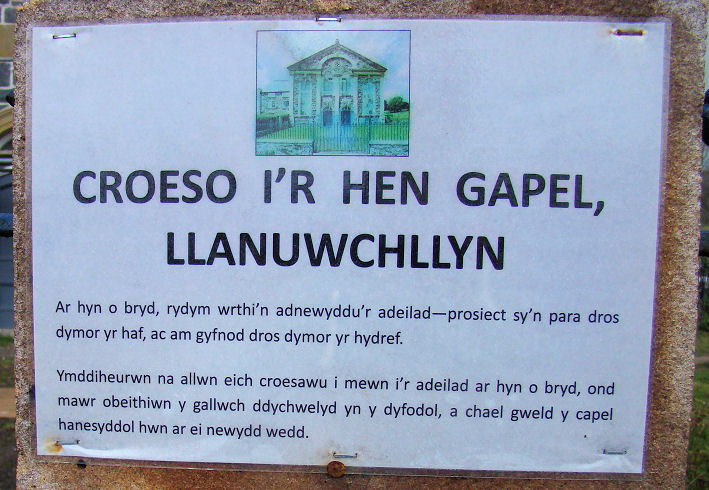 CROESO I'R HEN GAPEL,
LLANUWCHLLYN
Ar hyn o bryd, rydym wrthi'n adnewyddu'r adeilad—prosiect sy'n para dros
dymor yr haf, ac am gyfnod dros dymor yr hydref.
Ymddiheurwn na allwn eich croesawu i mewn i'r adeilad ar hyn o bryd, ond
mawr obeithiwn y gallwch ddychwelyd yn y dyfodol, a chael gweld y capel
hanesyddol hwn ar ei newydd wedd.